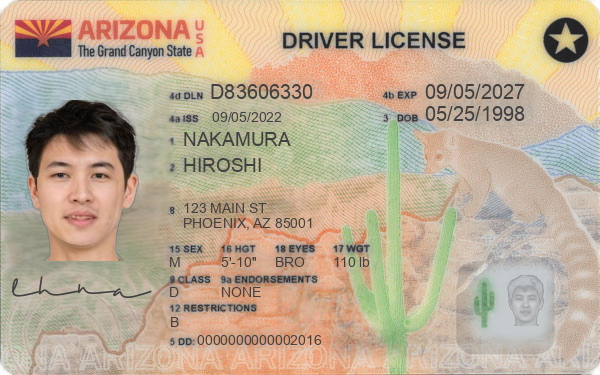 ARIZONA USA
The Grand Canyon State
DRIVER LICENSE
4d DLN D83606330
4b EXP 09/05/2027
4a ISS 09/05/2022
3 DOB 05/25/1998
1 NAKAMURA
2 HIROSHI
8 123 MAIN ST
PHOENIX, AZ 85001
15 SEX 16 HGT 18 EYES 17 WGT
M 5'-10" BRO 110 lb
9 CLASS 9a ENDORSEMENTS
D NONE
12 RESTRICTIONS
B
5 DD: 0000000000002016
ARIZONA ARIZONA ARIZONA ARIZONA